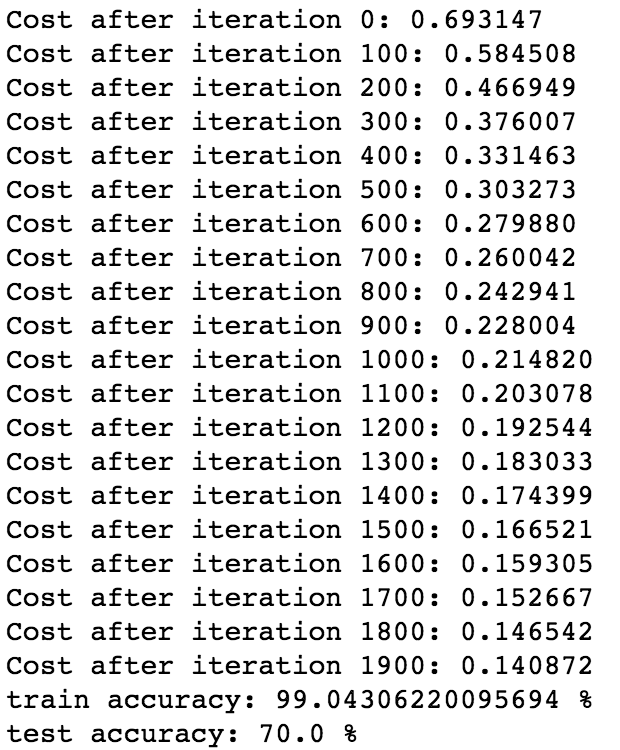 Cost after iteration 0: 0.693147
Cost after iteration 100: 0.584508
Cost after iteration 200: 0.466949
Cost after iteration 300: 0.376007
Cost after iteration 400: 0.331463
Cost after iteration 500: 0.303273
Cost after iteration 600: 0.279880
Cost after iteration 700: 0.260042
Cost after iteration 800: 0.242941
Cost after iteration 900: 0.228004
Cost after iteration 1000: 0.214820
Cost after iteration 1100: 0.203078
Cost after iteration 1200: 0.192544
Cost after iteration 1300: 0.183033
Cost after iteration 1400: 0.174399
Cost after iteration 1500: 0.166521
Cost after iteration 1600: 0.159305
Cost after iteration 1700: 0.152667
Cost after iteration 1800: 0.146542
Cost after iteration 1900: 0.140872
train accuracy: 99.04306220095694 %
test accuracy: 70.0 %